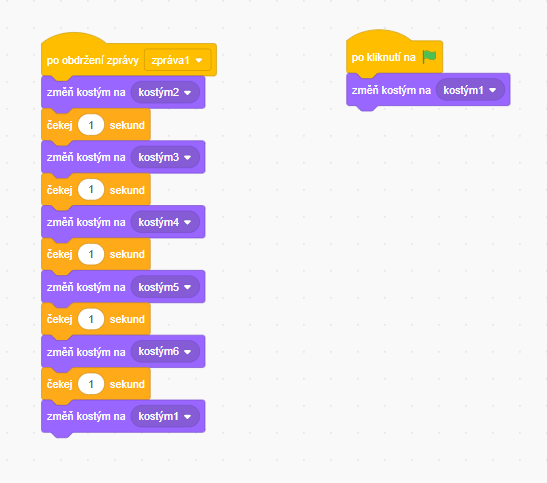 po obdržení zprávy zpráva1
změň kostým na kostým2
čekej 1 sekund
změň kostým na kostým3
čekej 1 sekund
změň kostým na kostým4
čekej 1 sekund
změň kostým na kostým5
čekej 1 sekund
změň kostým na kostým6
čekej 1 sekund
změň kostým na kostým1
po kliknutí na
změň kostým na kostým1